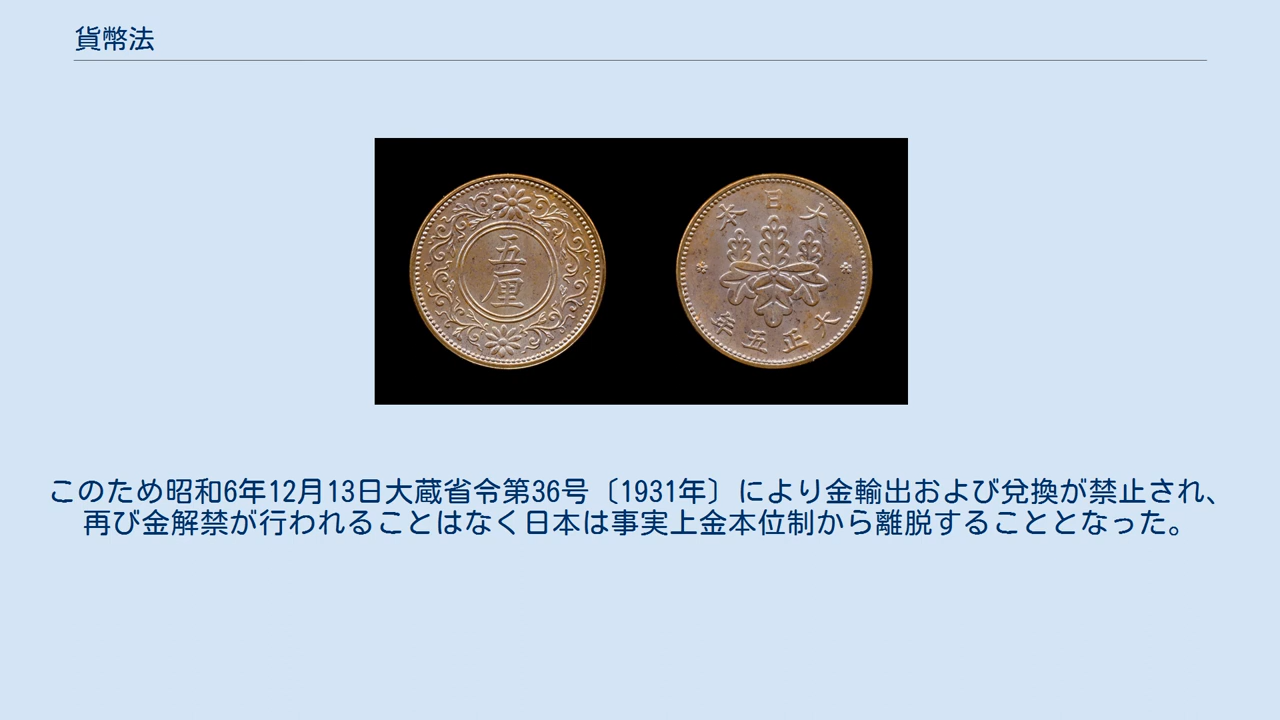 貨幣法
五厘
大日本
大正五年
このため昭和6年12月13日大蔵省令第36号〔1931年〕により金輸出および兌換が禁止され、
再び金解禁が行われることはなく日本は事実上金本位制から離脱することとなった。